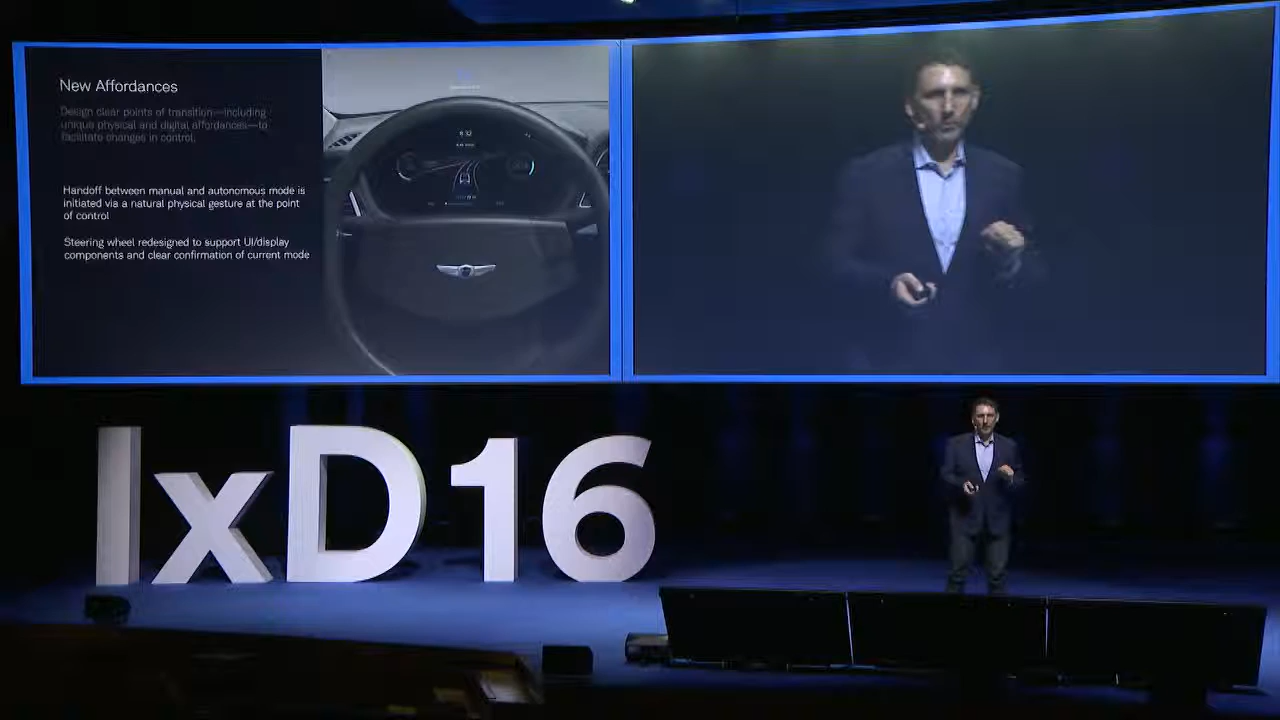 New Affordances
Design clear points of transition—including
unique physical and digital affordances—to
facilitate changes in control.
Handoff between manual and autonomous mode is
initiated via a natural physical gesture at the point
of control
Steering wheel redesigned to support UI/display
components and clear confirmation of current mode
IxD16